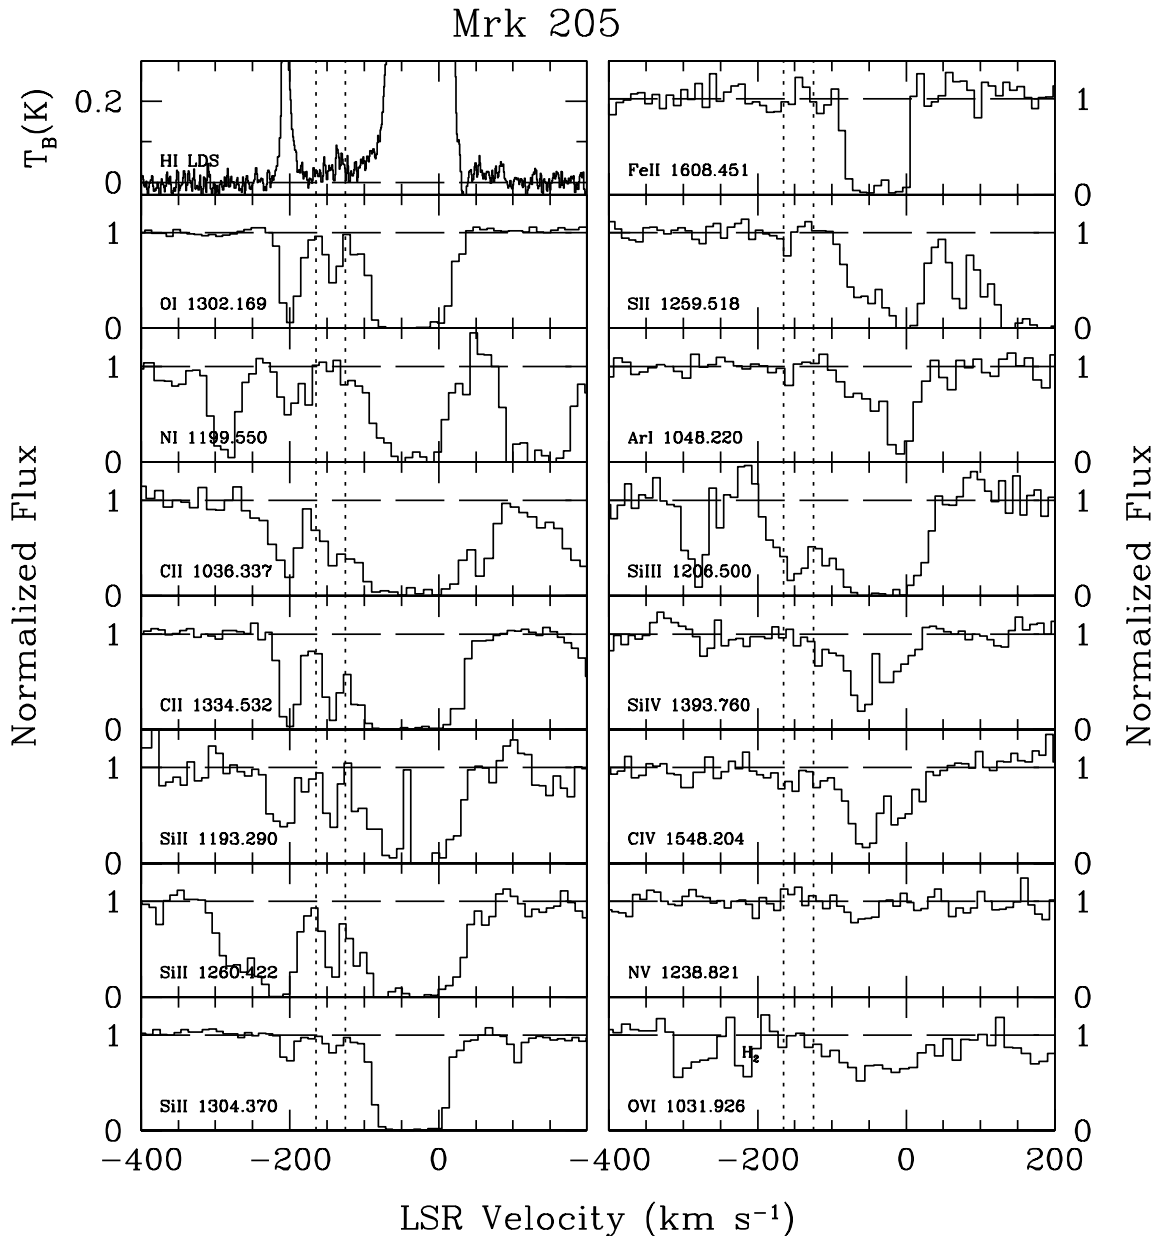 Mrk 205
T_B(K)
0.2
0
HI LDS
1
0
OI 1302.169
1
0
NI 1199.550
1
0
CII 1036.337
1
0
CII 1334.532
1
0
SiII 1193.290
1
0
SiII 1260.422
1
0
SiII 1304.370
-400 -200 0
Normalized Flux
FeII 1608.451
1
0
SII 1259.518
1
0
ArI 1048.220
1
0
SiIII 1206.500
1
0
SiIV 1393.760
1
0
CIV 1548.204
1
0
NV 1238.821
1
0
H₂
OVI 1031.926
1
0
-400 -200 0 200
Normalized Flux
LSR Velocity (km s⁻¹)